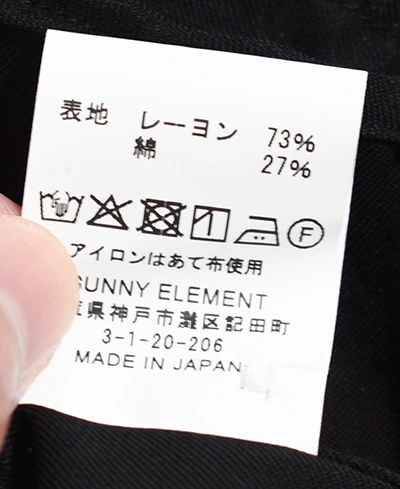 表地 レーヨン 73%
綿 27%
アイロンはあて布使用
SUNNY ELEMENT
県神戸市灘区記田町
3-1-20-206
MADE IN JAPAN